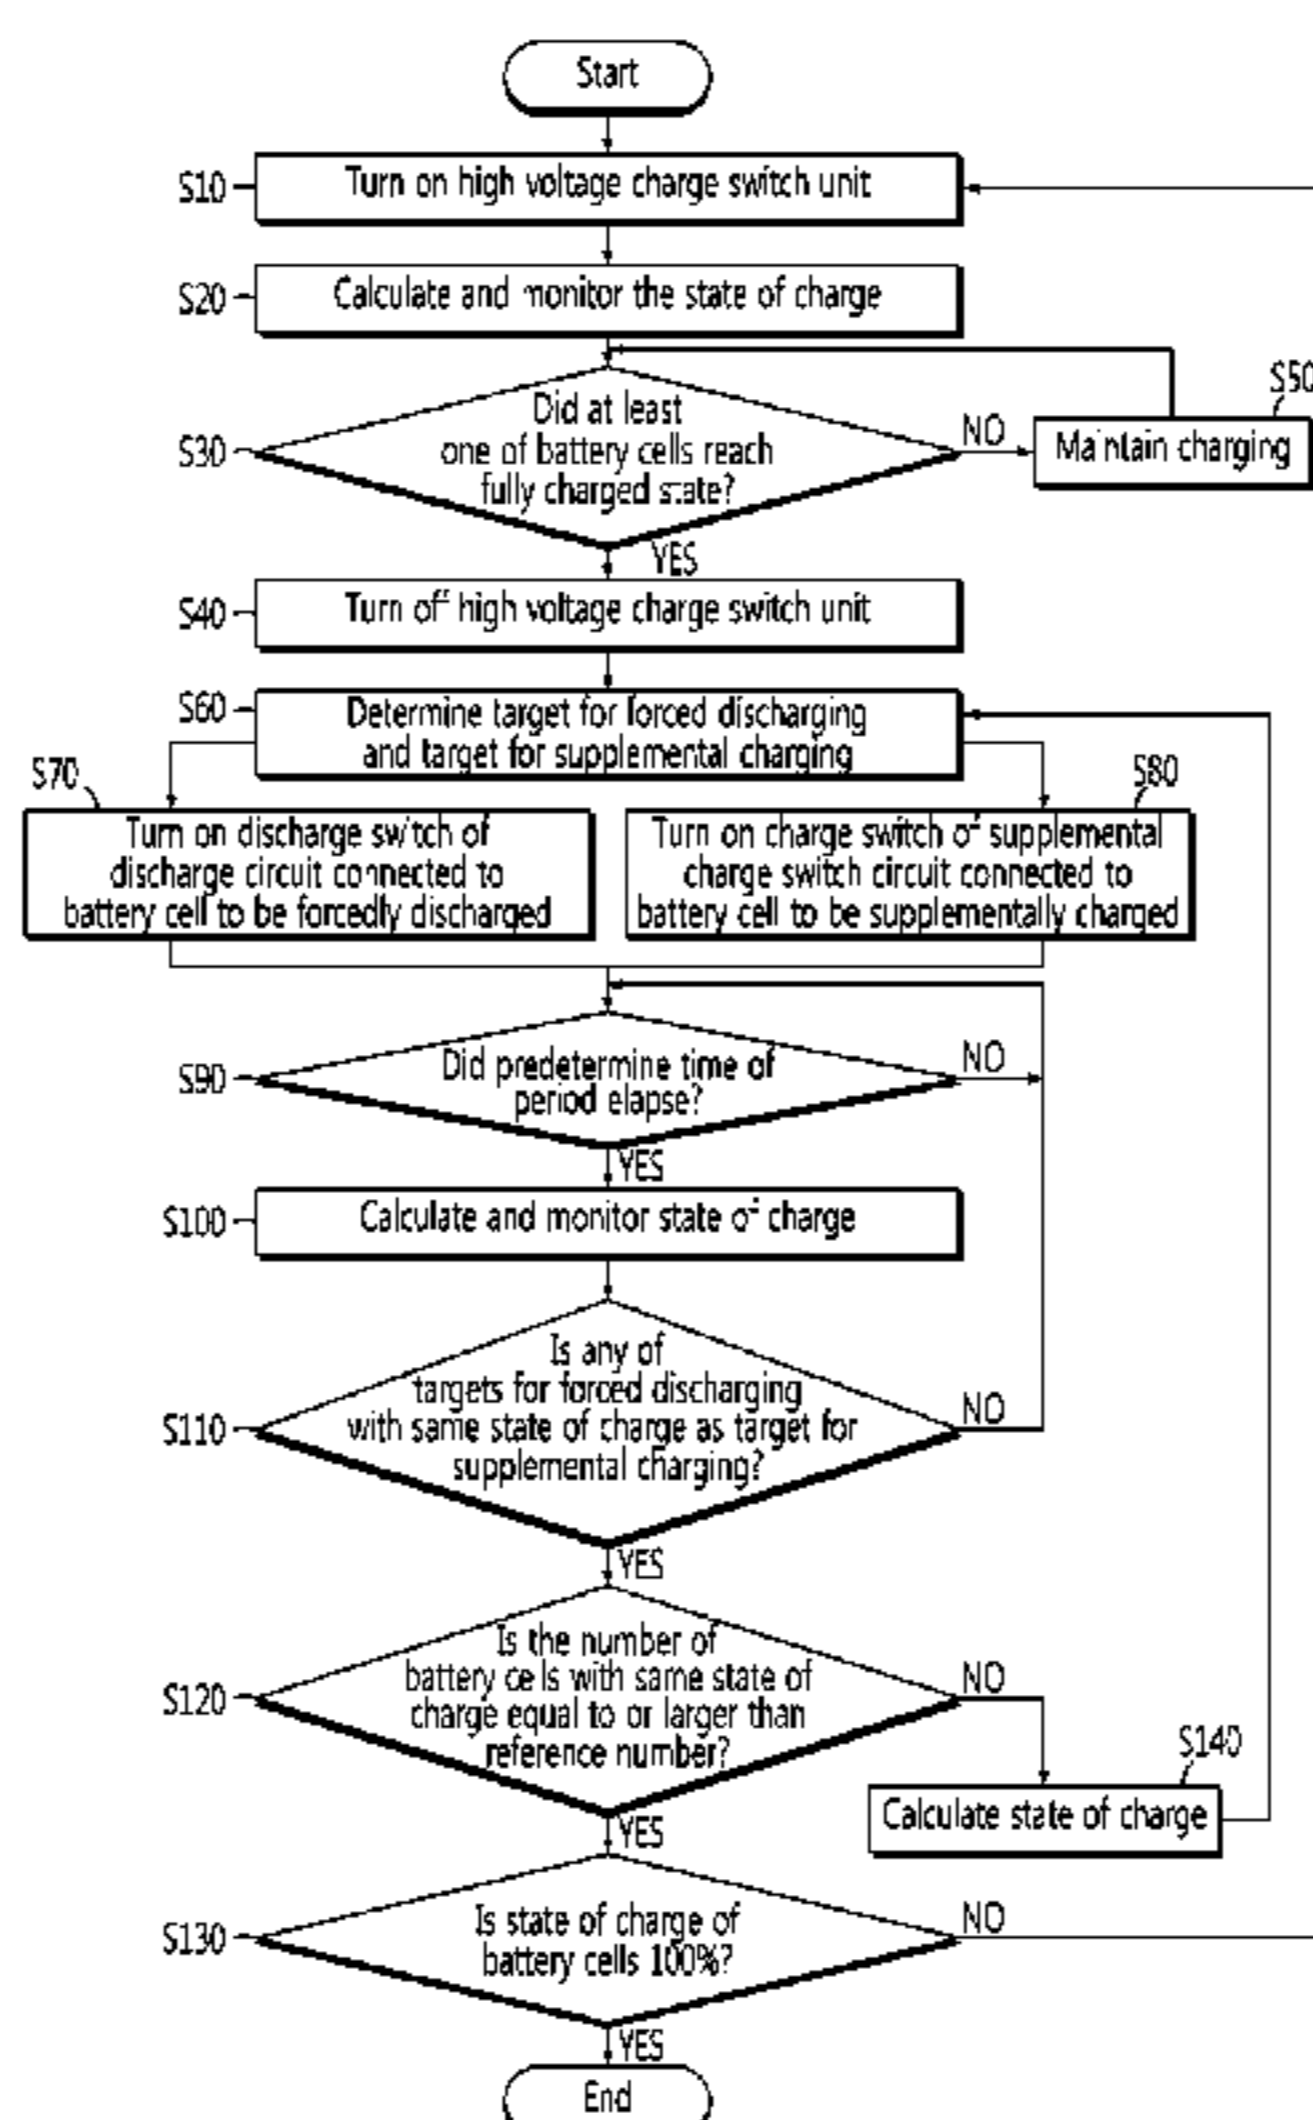 Start
S10
Turn on high voltage charge switch unit
S20
Calculate and monitor the state of charge
S30
Did at least
one of battery cells reach
fully charged state?
NO
S50
Maintain charging
YES
S40
Turn off high voltage charge switch unit
S60
Determine target for forced discharging
and target for supplemental charging
S70
Turn on discharge switch of
discharge circuit connected to
battery cell to be forcedly discharged
S80
Turn on charge switch of supplemental
charge switch circuit connected to
battery cell to be supplementally charged
S90
Did predetermine time of
period elapse?
NO
YES
S100
Calculate and monitor state of charge
S110
Is any of
targets for forced discharging
with same state of charge as target for
supplemental charging?
NO
YES
S120
Is the number of
battery cells with same state of
charge equal to or larger than
reference number?
NO
S140
Calculate state of charge
YES
S130
Is state of charge of
battery cells 100%?
NO
YES
End